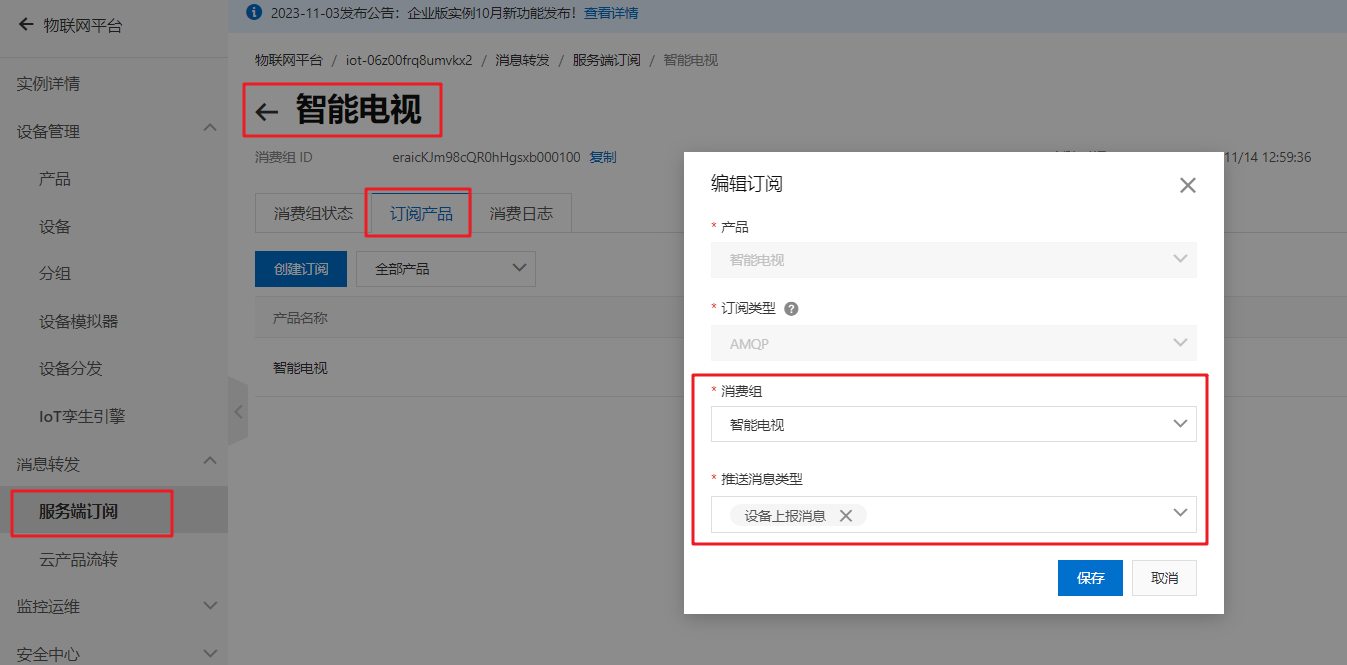 物联网平台
2023-11-03发布公告：企业版实例10月新功能发布！查看详情
物联网平台 / iot-06z00frq8umvkx2 / 消息转发 / 服务端订阅 / 智能电视
实例详情
设备管理
产品
设备
分组
设备模拟器
设备分发
IoT孪生引擎
消息转发
服务端订阅
云产品流转
监控运维
安全中心
智能电视
消费组 ID eraicKJm98cQR0hHgsxb000100 复制
11/14 12:59:36
消费组状态 订阅产品 消费日志
创建订阅 全部产品
产品名称
智能电视
编辑订阅
* 产品
智能电视
* 订阅类型
AMQP
* 消费组
智能电视
* 推送消息类型
设备上报消息
保存 取消